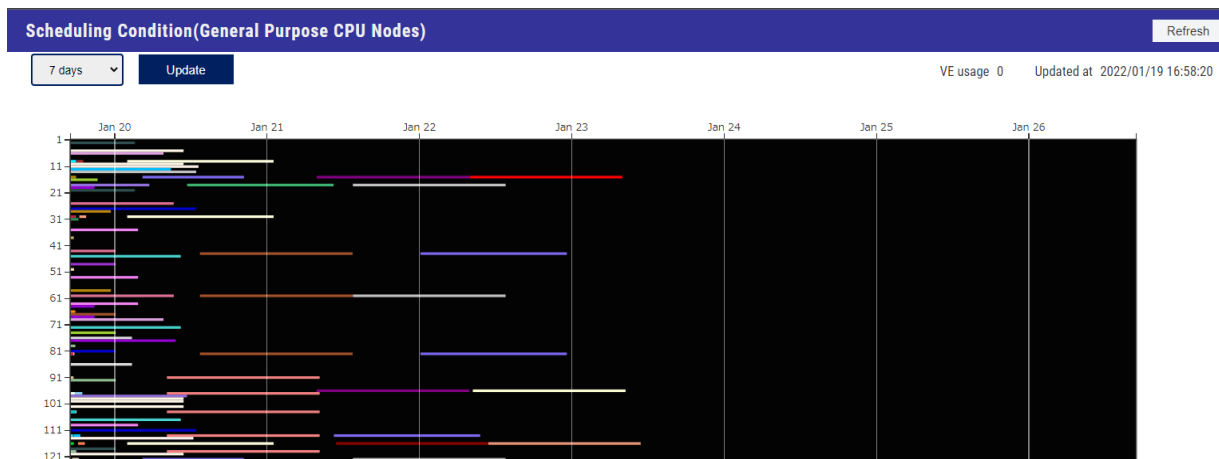 Scheduling Condition(General Purpose CPU Nodes)
Refresh
7 days
Update
VE usage 0
Updated at 2022/01/19 16:58:20
Jan 20
Jan 21
Jan 22
Jan 23
Jan 24
Jan 25
Jan 26
1
11
21
31
41
51
61
71
81
91
101
111
121